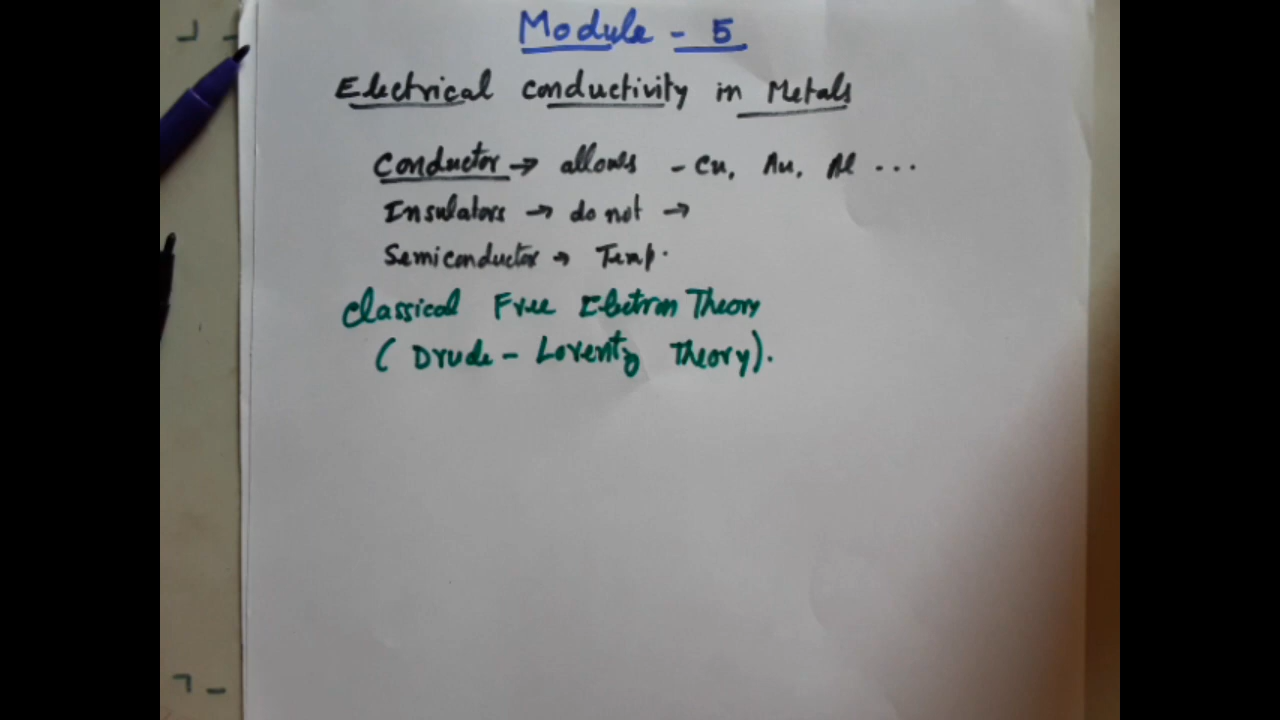 Module - 5
Electrical conductivity in Metals
Conductor → allows - Cu, Au, Al ...
Insulators → do not →
Semiconductor → Temp.
Classical Free Electron Theory
( Drude - Lorentz Theory).